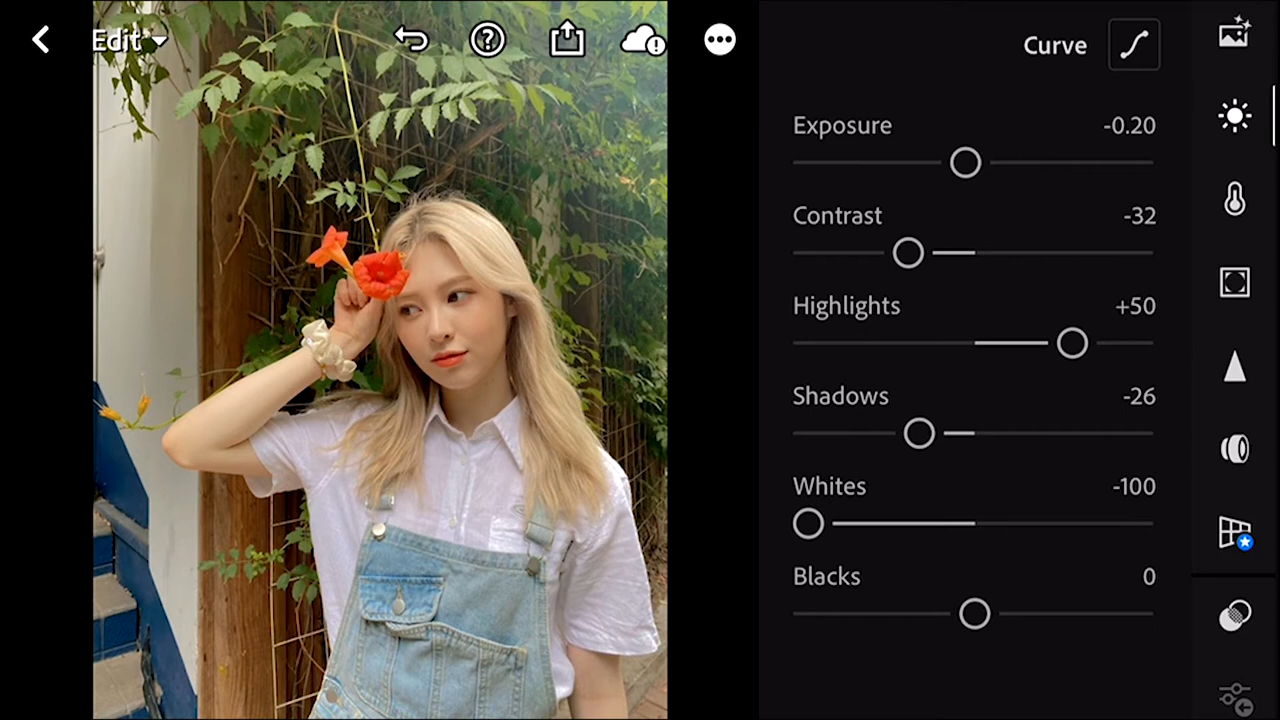 Edit
Curve
Exposure -0.20
Contrast -32
Highlights +50
Shadows -26
Whites -100
Blacks 0